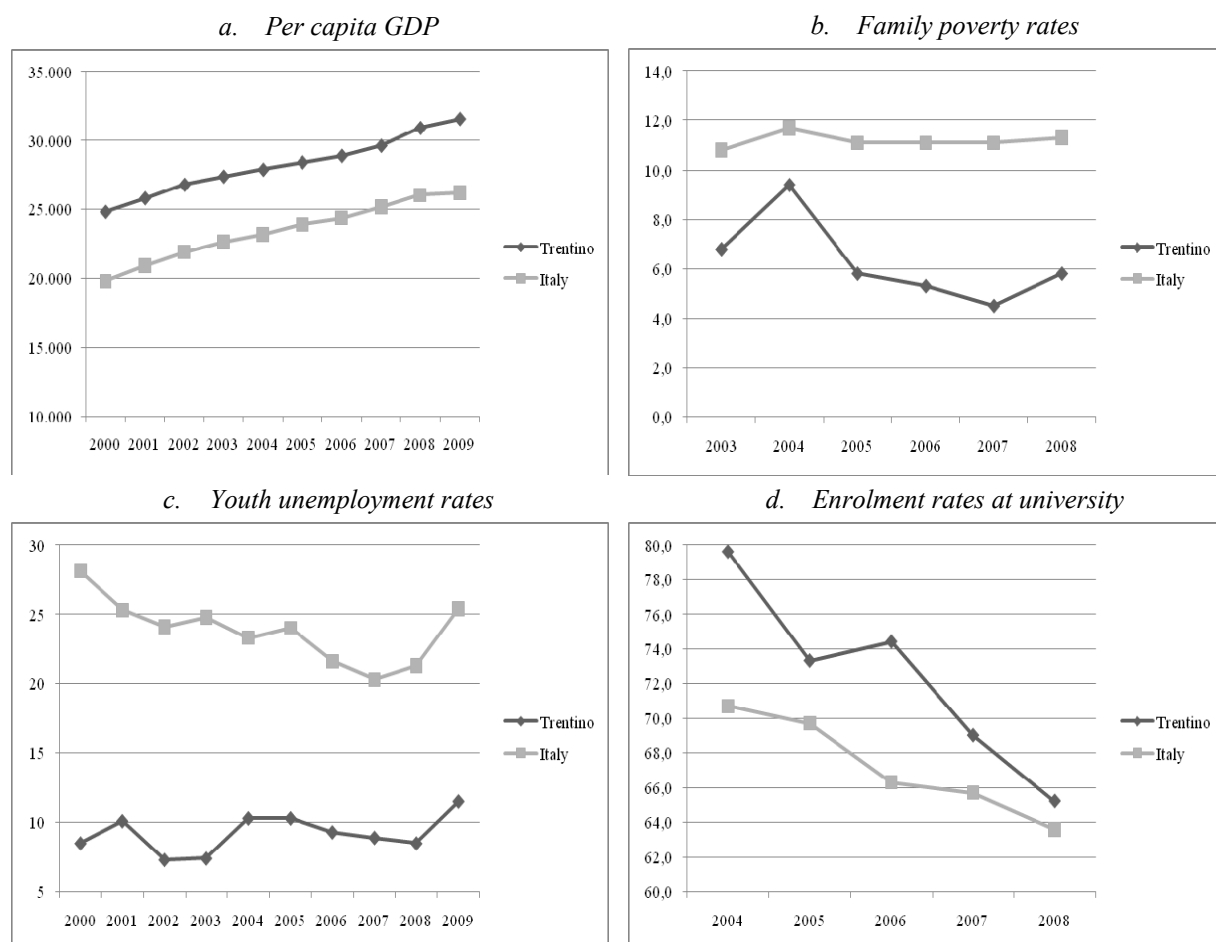 a. Per capita GDP
35.000
30.000
25.000
20.000
15.000
10.000
2000 2001 2002 2003 2004 2005 2006 2007 2008 2009
Trentino
Italy
b. Family poverty rates
14,0
12,0
10,0
8,0
6,0
4,0
2,0
0,0
2003 2004 2005 2006 2007 2008
Trentino
Italy
c. Youth unemployment rates
30
25
20
15
10
5
2000 2001 2002 2003 2004 2005 2006 2007 2008 2009
Trentino
Italy
d. Enrolment rates at university
80,0
78,0
76,0
74,0
72,0
70,0
68,0
66,0
64,0
62,0
60,0
2004 2005 2006 2007 2008
Trentino
Italy